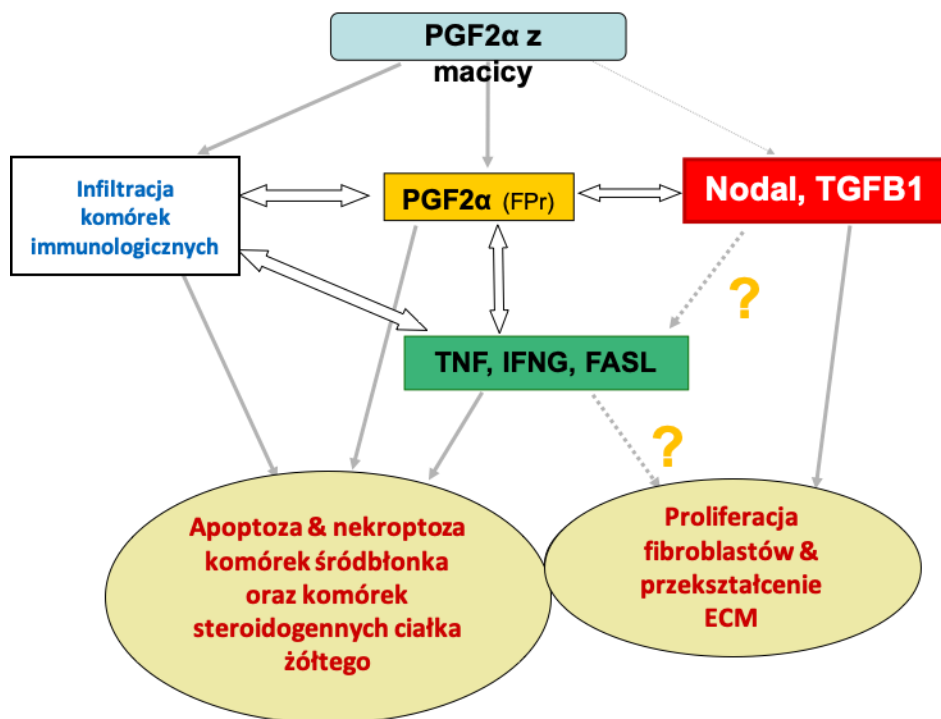 PGF2α z
macicy
Infiltracja
komórek
immunologicznych
PGF2α (FPr)
Nodal, TGFB1
?
TNF, IFNG, FASL
?
Apoptoza & nekroptoza
komórek śródbłonka
oraz komórek
steroidogennych ciałka
żółtego
Proliferacja
fibroblastów &
przekształcenie
ECM